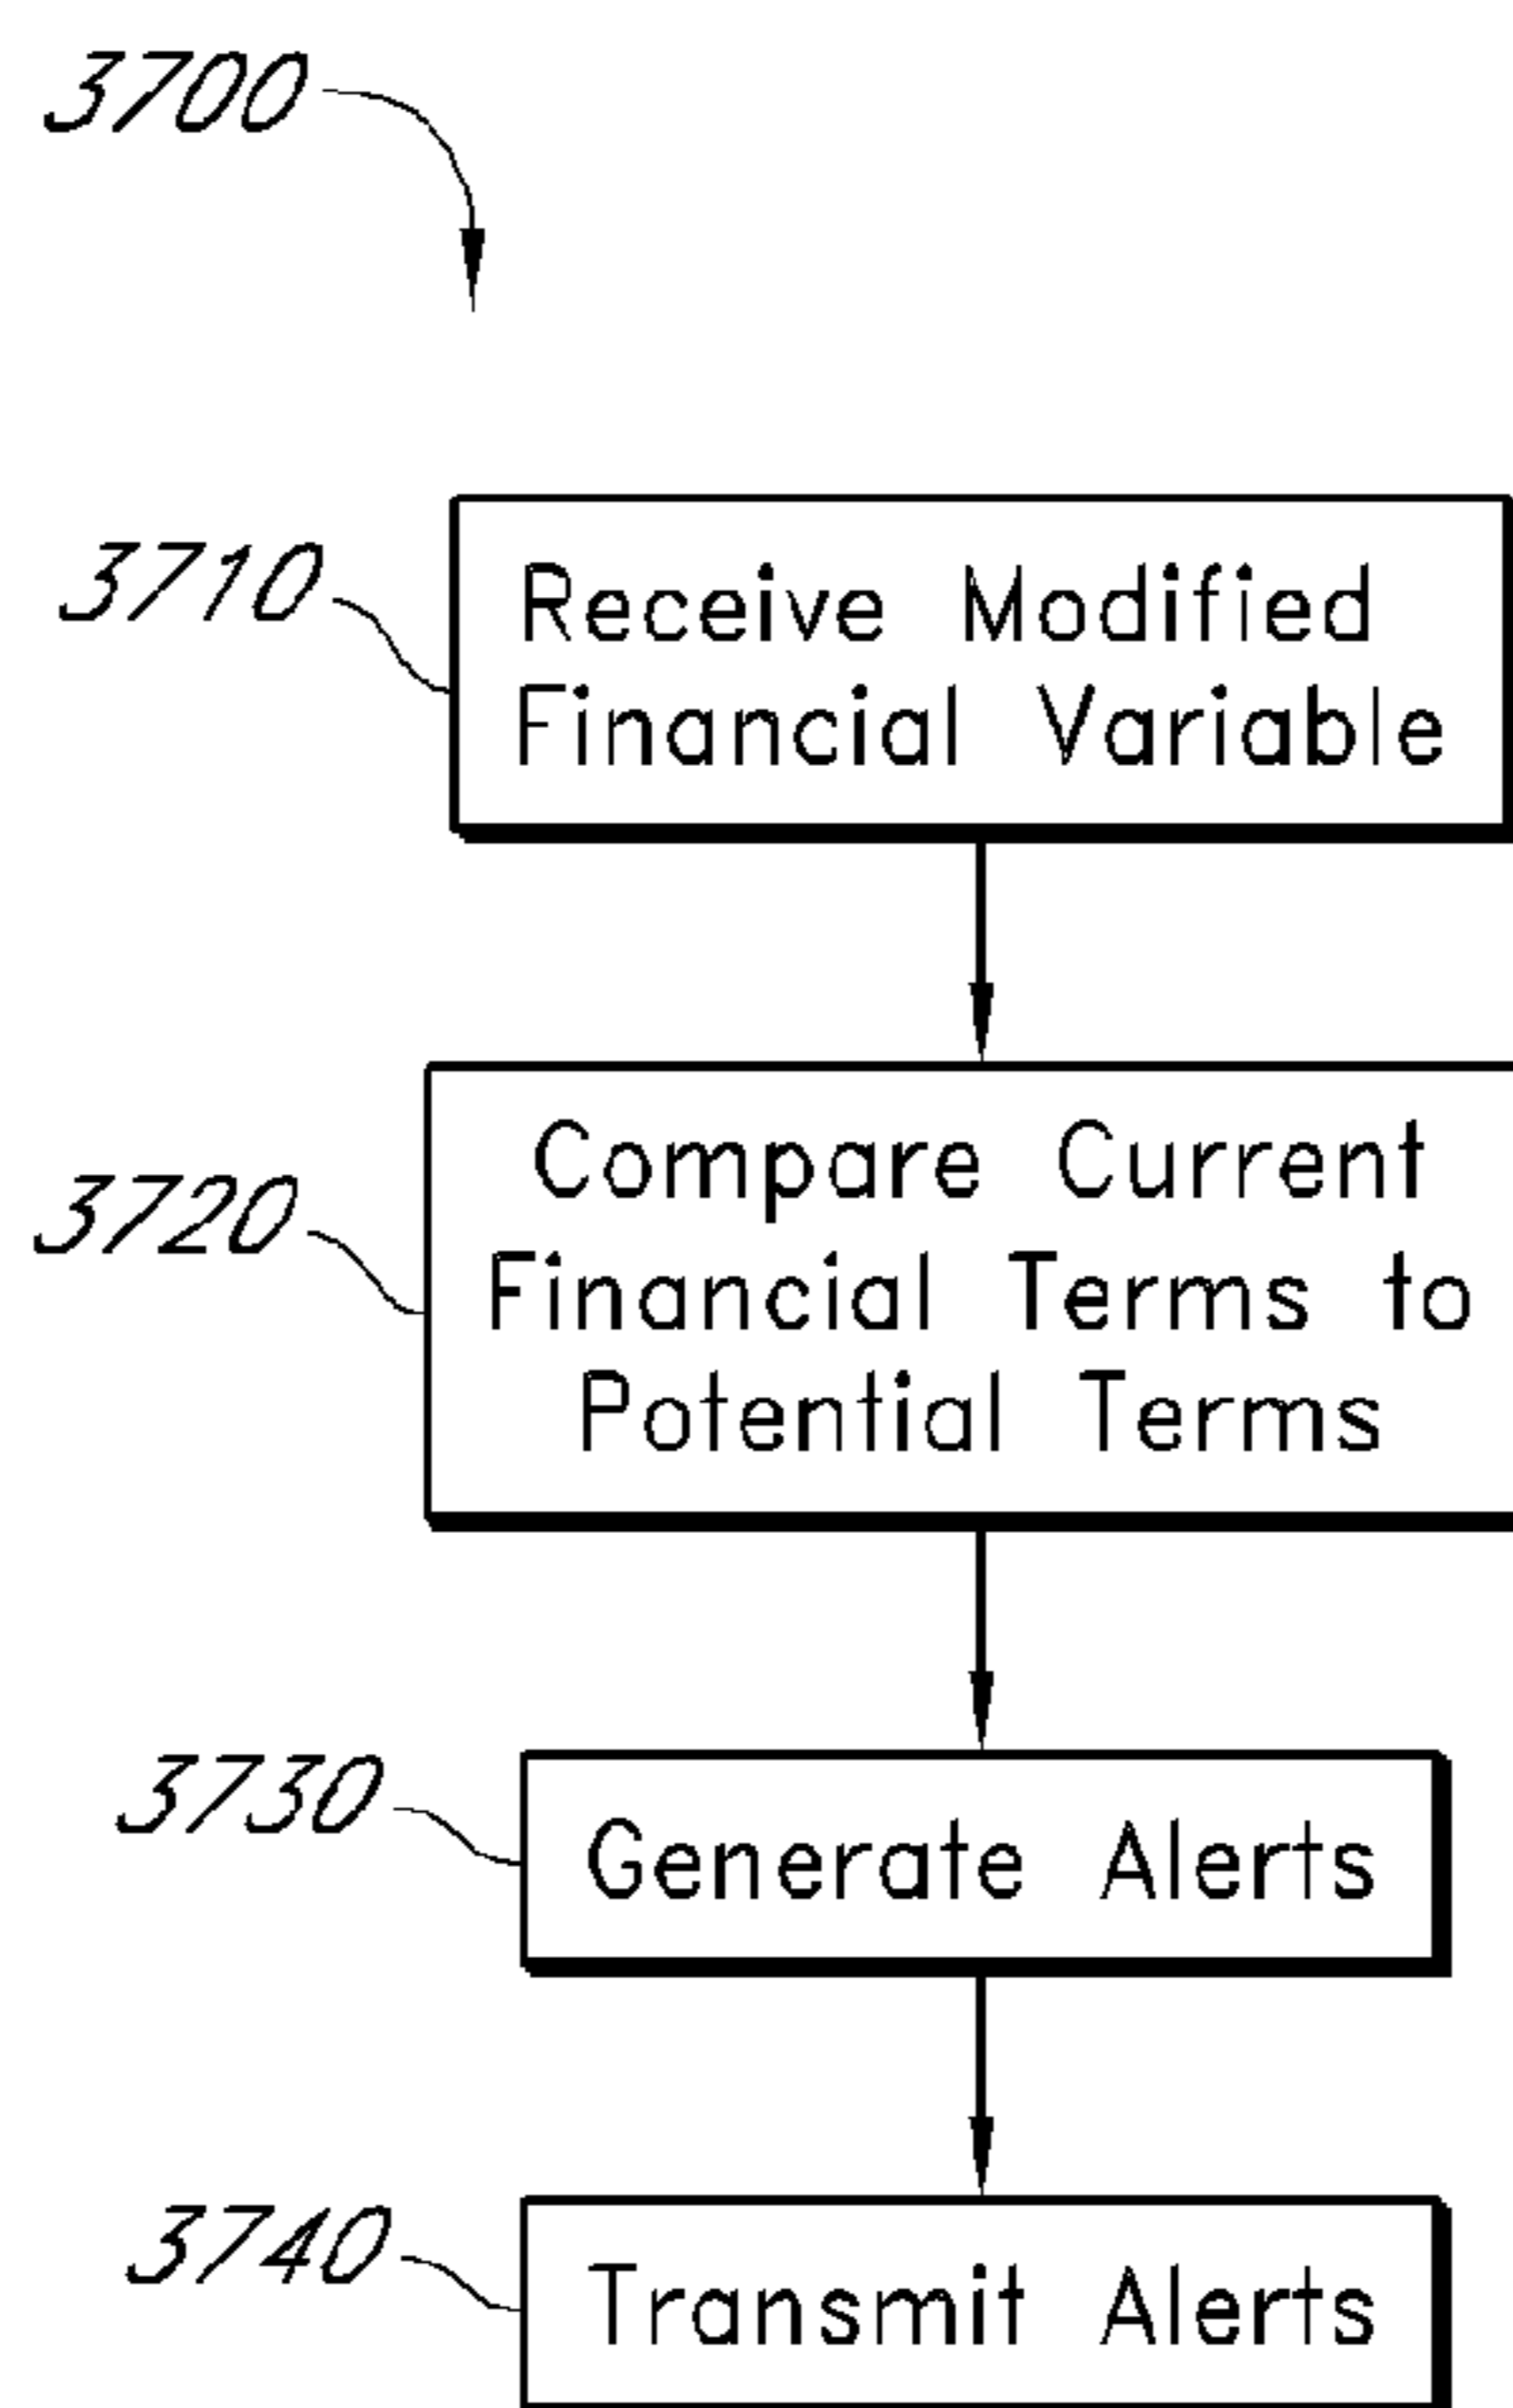 3700
3710
Receive Modified
Financial Variable
3720
Compare Current
Financial Terms to
Potential Terms
3730
Generate Alerts
3740
Transmit Alerts